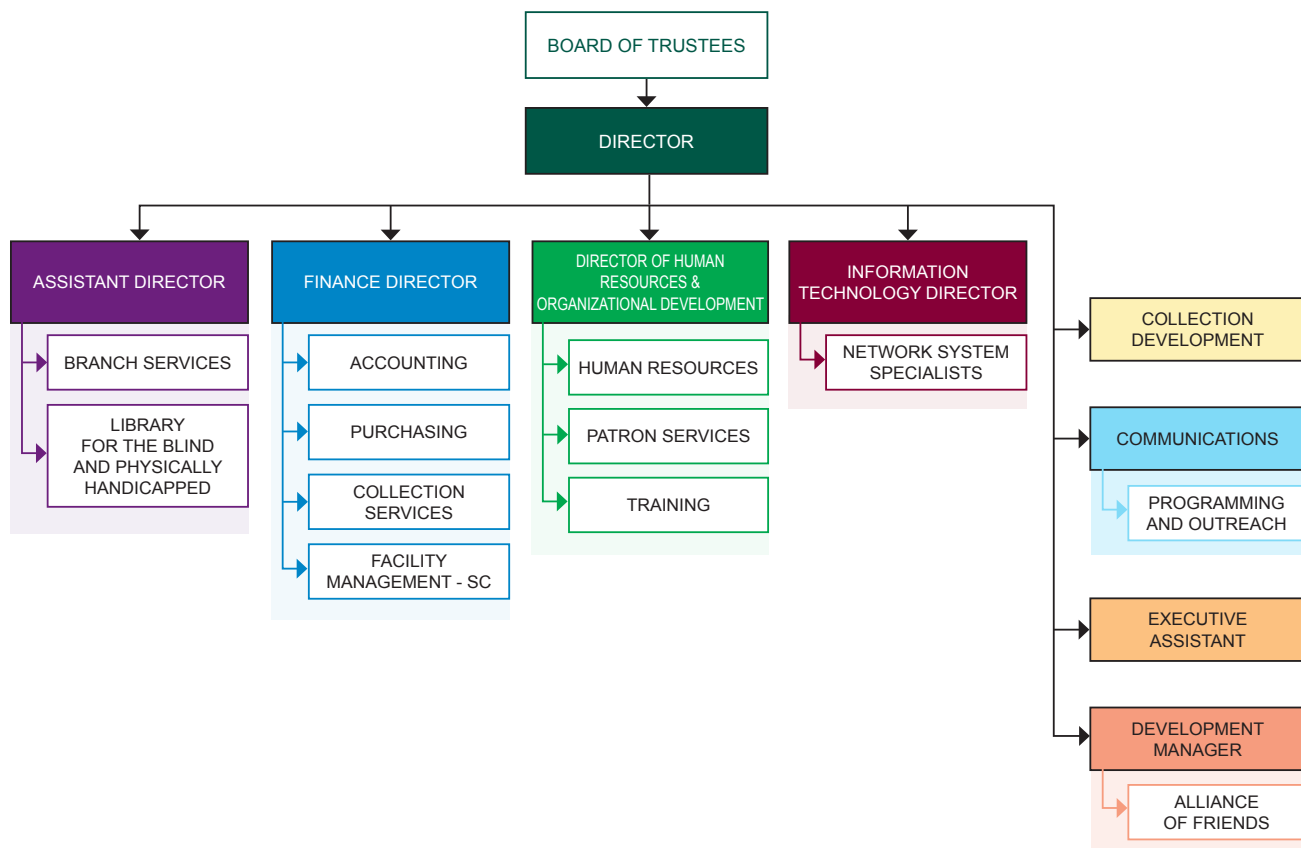 BOARD OF TRUSTEES
DIRECTOR
ASSISTANT DIRECTOR
BRANCH SERVICES
LIBRARY
FOR THE BLIND
AND PHYSICALLY
HANDICAPPED
FINANCE DIRECTOR
ACCOUNTING
PURCHASING
COLLECTION
SERVICES
FACILITY
MANAGEMENT - SC
DIRECTOR OF HUMAN
RESOURCES &
ORGANIZATIONAL DEVELOPMENT
HUMAN RESOURCES
PATRON SERVICES
TRAINING
INFORMATION
TECHNOLOGY DIRECTOR
NETWORK SYSTEM
SPECIALISTS
COLLECTION
DEVELOPMENT
COMMUNICATIONS
PROGRAMMING
AND OUTREACH
EXECUTIVE
ASSISTANT
DEVELOPMENT
MANAGER
ALLIANCE
OF FRIENDS